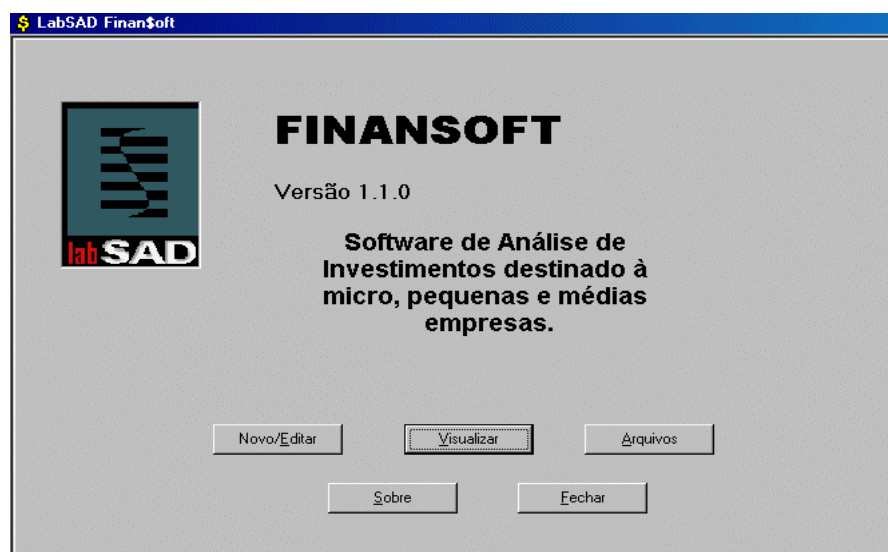 LabSAD Finan$oft
FINANSOFT
Versão 1.1.0
labSAD
Software de Análise de
Investimentos destinado à
micro, pequenas e médias
empresas.
Novo/Editar
Visualizar
Arquivos
Sobre
Fechar